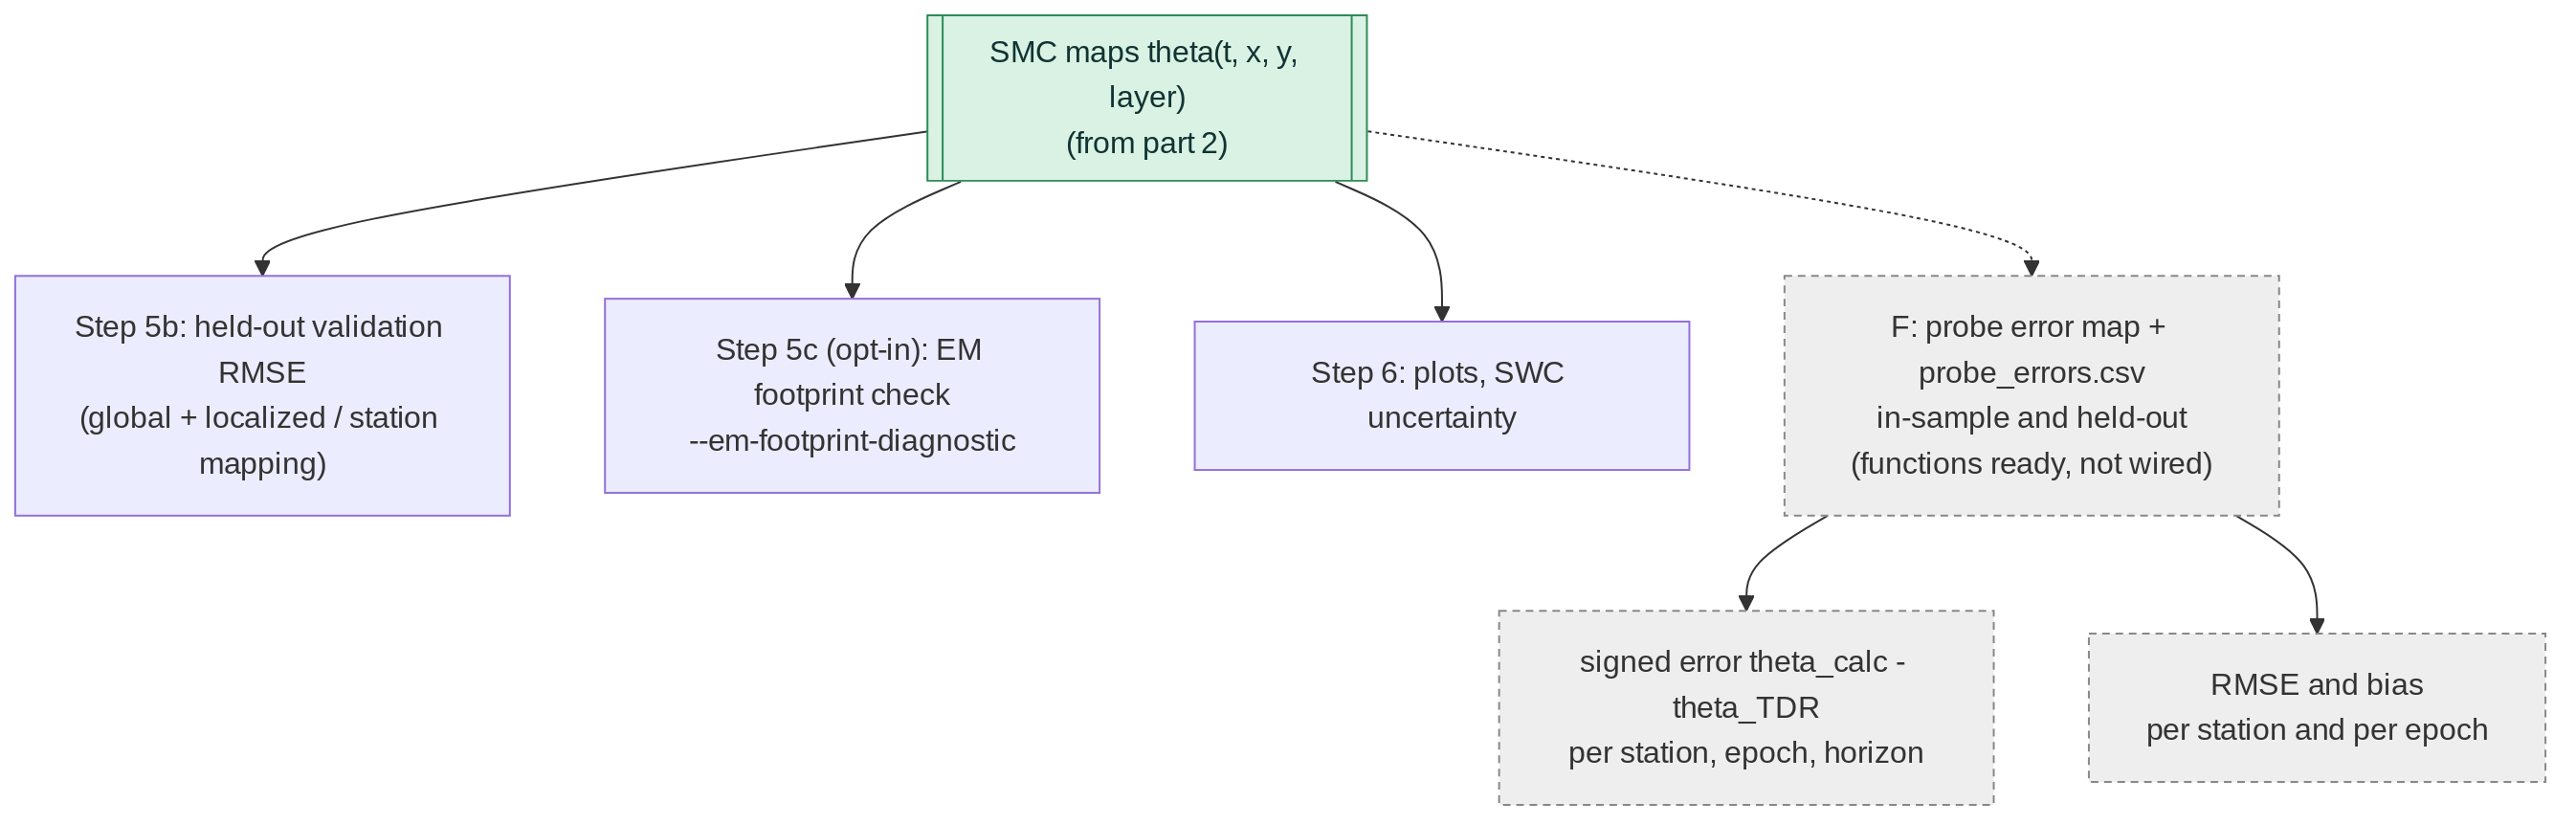 SMC maps theta(t, x, y,
layer)
(from part 2)
Step 5b: held-out validation
RMSE
(global + localized / station
mapping)
Step 5c (opt-in): EM
footprint check
--em-footprint-diagnostic
Step 6: plots, SWC
uncertainty
F: probe error map +
probe_errors.csv
in-sample and held-out
(functions ready, not wired)
signed error theta_calc -
theta_TDR
per station, epoch, horizon
RMSE and bias
per station and per epoch